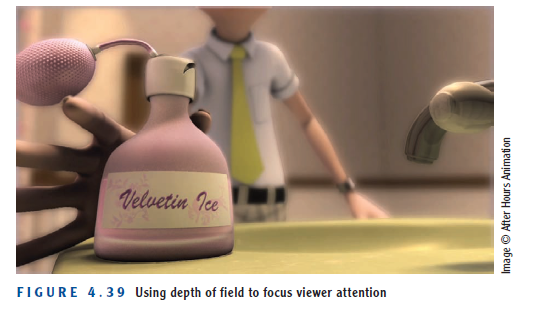 Velvetin Ice
Image © After Hours Animation
FIGURE 4.39 Using depth of field to focus viewer attention